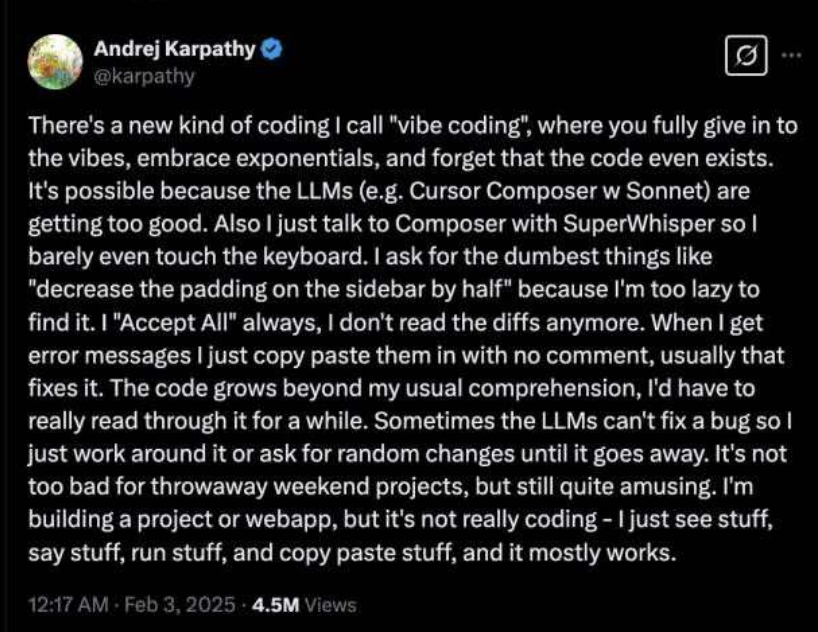 Andrej Karpathy
@karpathy
There's a new kind of coding I call "vibe coding", where you fully give in to
the vibes, embrace exponentials, and forget that the code even exists.
It's possible because the LLMs (e.g. Cursor Composer w Sonnet) are
getting too good. Also I just talk to Composer with SuperWhisper so I
barely even touch the keyboard. I ask for the dumbest things like
"decrease the padding on the sidebar by half" because I'm too lazy to
find it. I "Accept All" always, I don't read the diffs anymore. When I get
error messages I just copy paste them in with no comment, usually that
fixes it. The code grows beyond my usual comprehension, I'd have to
really read through it for a while. Sometimes the LLMs can't fix a bug so I
just work around it or ask for random changes until it goes away. It's not
too bad for throwaway weekend projects, but still quite amusing. I'm
building a project or webapp, but it's not really coding - I just see stuff,
say stuff, run stuff, and copy paste stuff, and it mostly works.
12:17 AM · Feb 3, 2025 · 4.5M Views